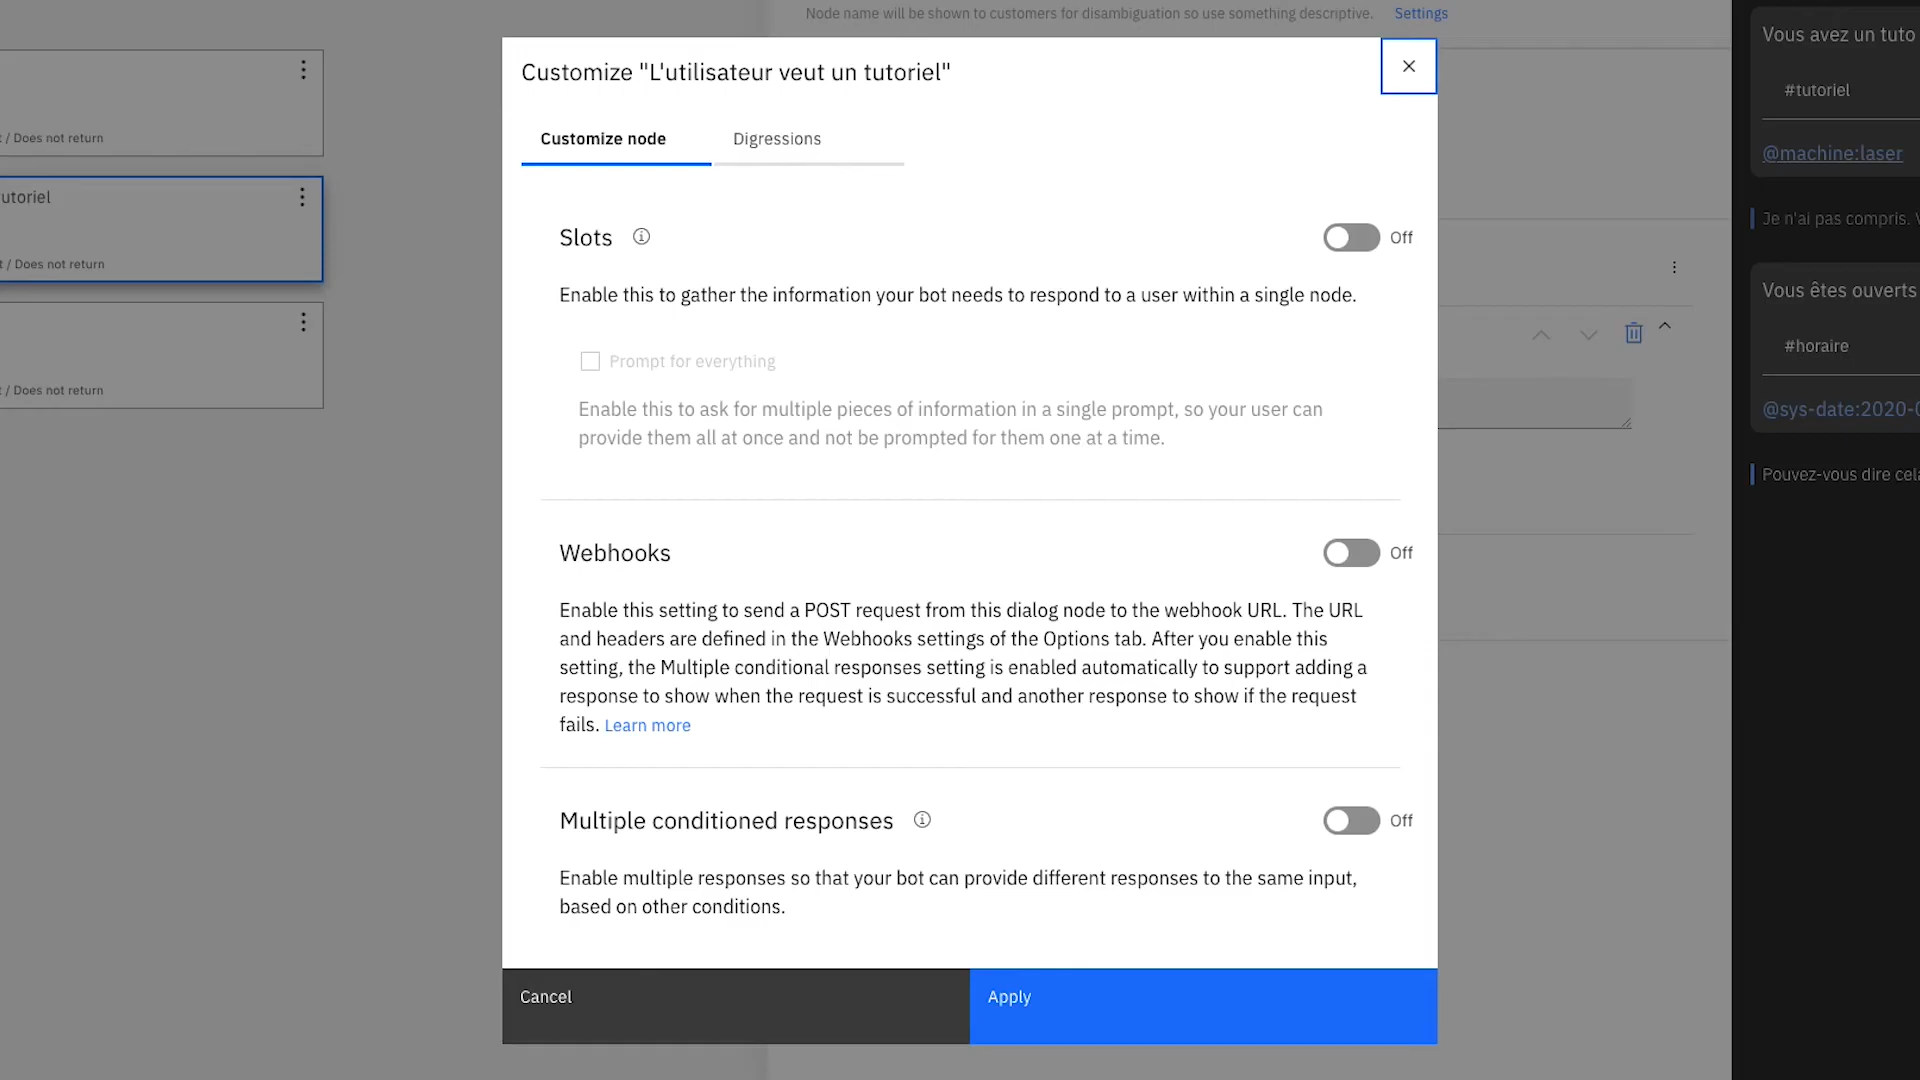 Node name will be shown to customers for disambiguation so use something descriptive. Settings
/ Does not return
utoriel
/ Does not return
/ Does not return
Customize "L'utilisateur veut un tutoriel"
Customize node
Digressions
Slots
Off
Enable this to gather the information your bot needs to respond to a user within a single node.
Prompt for everything
Enable this to ask for multiple pieces of information in a single prompt, so your user can
provide them all at once and not be prompted for them one at a time.
Webhooks
Off
Enable this setting to send a POST request from this dialog node to the webhook URL. The URL
and headers are defined in the Webhooks settings of the Options tab. After you enable this
setting, the Multiple conditional responses setting is enabled automatically to support adding a
response to show when the request is successful and another response to show if the request
fails. Learn more
Multiple conditioned responses
Off
Enable multiple responses so that your bot can provide different responses to the same input,
based on other conditions.
Cancel
Apply
Vous avez un tuto
#tutoriel
@machine:laser
Je n'ai pas compris.
Vous êtes ouverts
#horaire
@sys-date:2020-
Pouvez-vous dire cela